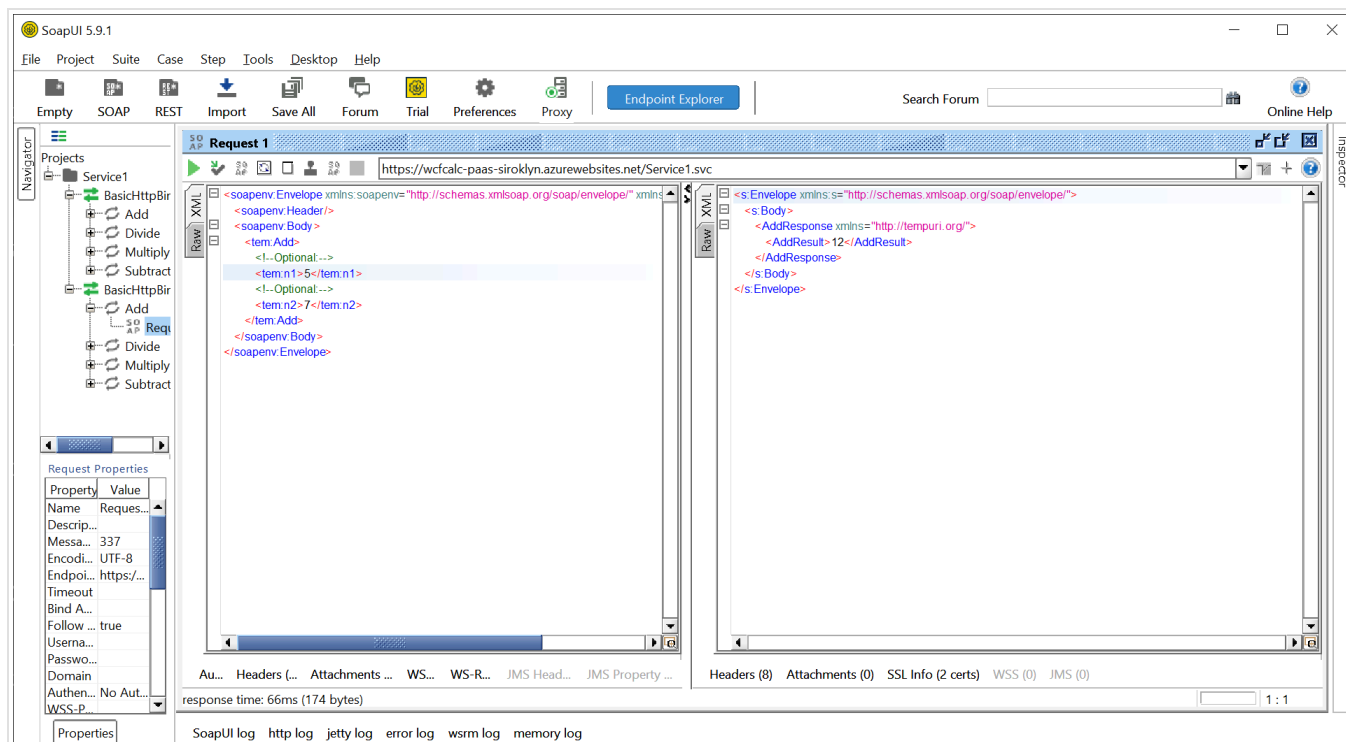 SoapUI 5.9.1
File Project Suite Case Step Tools Desktop Help
Empty SOAP REST Import Save All Forum Trial Preferences Proxy Endpoint Explorer Search Forum Online Help
Navigator
Projects
Service1
BasicHttpBir
Add
Divide
Multiply
Subtract
BasicHttpBir
Add
SO AP Requ
Divide
Multiply
Subtract
Request Properties
Property Value
Name Reques...
Descrip...
Messa... 337
Encodi... UTF-8
Endpoi... https:/...
Timeout
Bind A...
Follow ... true
Userna...
Passwo...
Domain
Authen... No Aut...
WSS-P...
Properties
SO AP Request 1
https://wcfcalc-paas-siroklyn.azurewebsites.net/Service1.svc
XML
Raw
<soapenv:Envelope xmlns:soapenv="http://schemas.xmlsoap.org/soap/envelope/" xmlns
<soapenv:Header/>
<soapenv:Body>
<tem:Add>
<!--Optional:-->
<tem:n1>5</tem:n1>
<!--Optional:-->
<tem:n2>7</tem:n2>
</tem:Add>
</soapenv:Body>
</soapenv:Envelope>
XML
Raw
<s:Envelope xmlns:s="http://schemas.xmlsoap.org/soap/envelope/">
<s:Body>
<AddResponse xmlns="http://tempuri.org/">
<AddResult>12</AddResult>
</AddResponse>
</s:Body>
</s:Envelope>
Au... Headers (... Attachments ... WS... WS-R... JMS Head... JMS Property ...
Headers (8) Attachments (0) SSL Info (2 certs) WSS (0) JMS (0)
response time: 66ms (174 bytes)
1 : 1
Inspector
SoapUI log http log jetty log error log wsrm log memory log